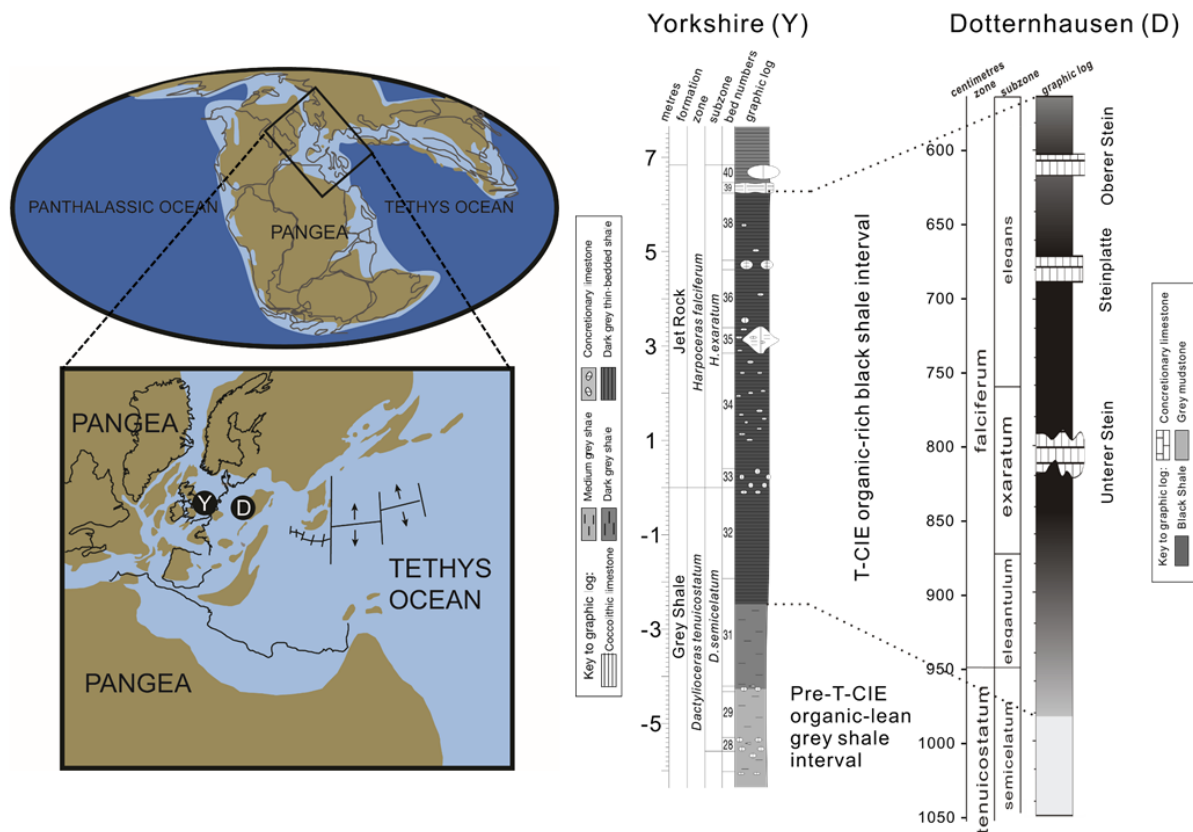 PANTHALASSIC OCEAN
PANGEA
TETHYS
OCEAN
PANGEA
Y
D
TETHYS
OCEAN
PANGEA
Key to graphic log:
Coccolithic limestone
Medium grey shale
Dark grey shale
Concretionary limestone
Dark grey thin-bedded shale
Yorkshire (Y)
metres
formation
zone
subzone
bed numbers
graphic log
7
5
3
1
-1
-3
-5
Jet Rock
Grey Shale
Harpoceras falciferum
Dactylioceras tenuicostatum
H.exaratum
D.semicelatum
40
39
38
36
35
34
33
32
31
29
28
T-CIE organic-rich black shale interval
Pre-T-CIE
organic-lean
grey shale
interval
Dotternhausen (D)
centimetres
zone
subzone
graphic log
600
650
700
750
800
850
900
950
1000
1050
falciferum
tenuicostatum
elegans
exaratum
elegantulum
semicelatum
Oberer Stein
Steinplatte
Unterer Stein
Key to graphic log:
Black Shale
Grey mudstone
Concretionary limestone